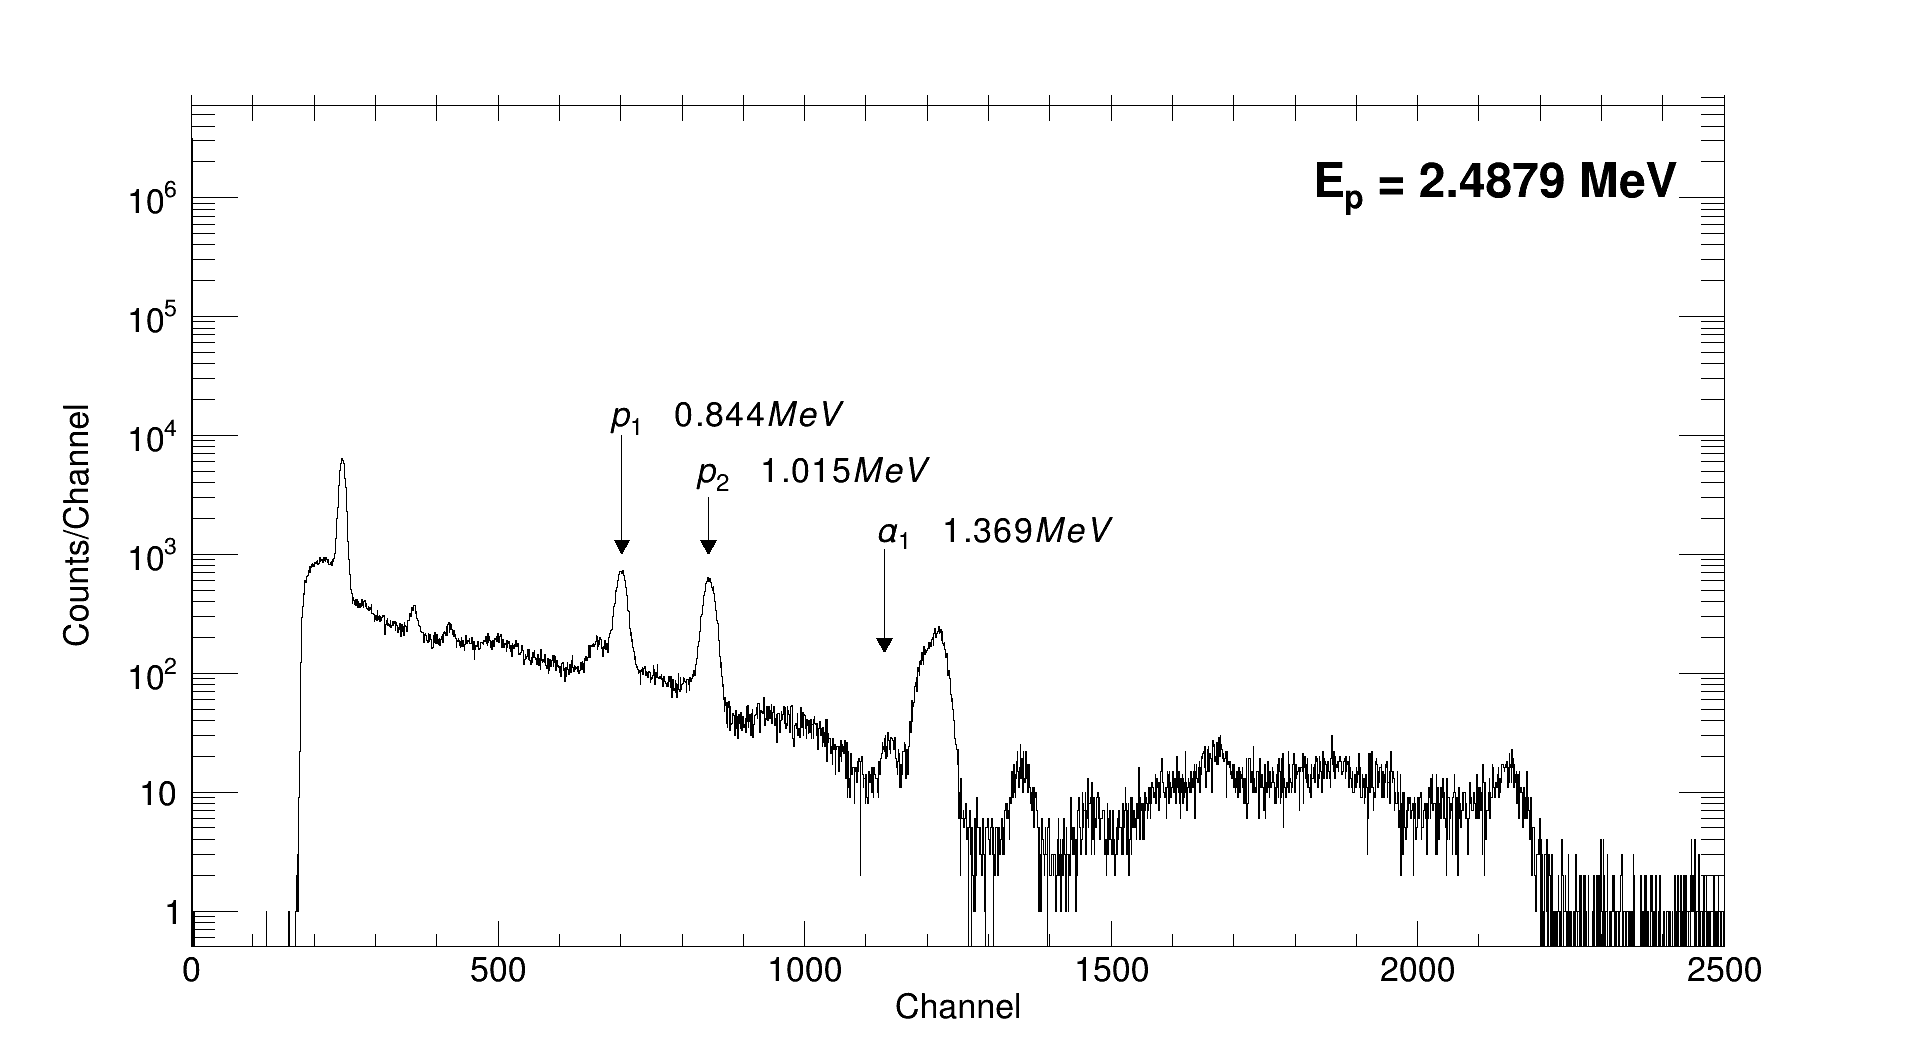 E_p = 2.4879 MeV
10^6
10^5
10^4
10^3
10^2
10
1
Counts/Channel
p_1 0.844MeV
p_2 1.015MeV
α_1 1.369MeV
0 500 1000 1500 2000 2500
Channel